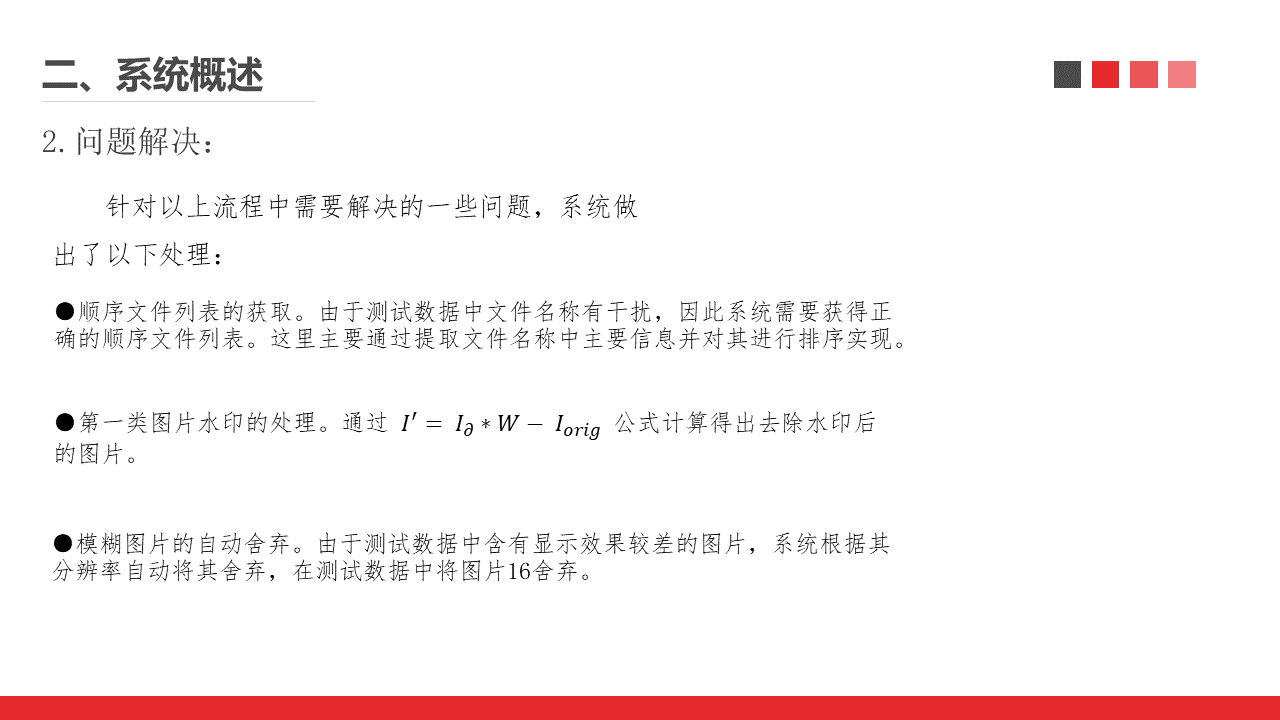 二、系统概述
2.问题解决：
针对以上流程中需要解决的一些问题，系统做
出了以下处理：
●顺序文件列表的获取。由于测试数据中文件名称有干扰，因此系统需要获得正
确的顺序文件列表。这里主要通过提取文件名称中主要信息并对其进行排序实现。
●第一类图片水印的处理。通过 I′ = I_∂ ∗ W − I_orig 公式计算得出去除水印后
的图片。
●模糊图片的自动舍弃。由于测试数据中含有显示效果较差的图片，系统根据其
分辨率自动将其舍弃，在测试数据中将图片16舍弃。